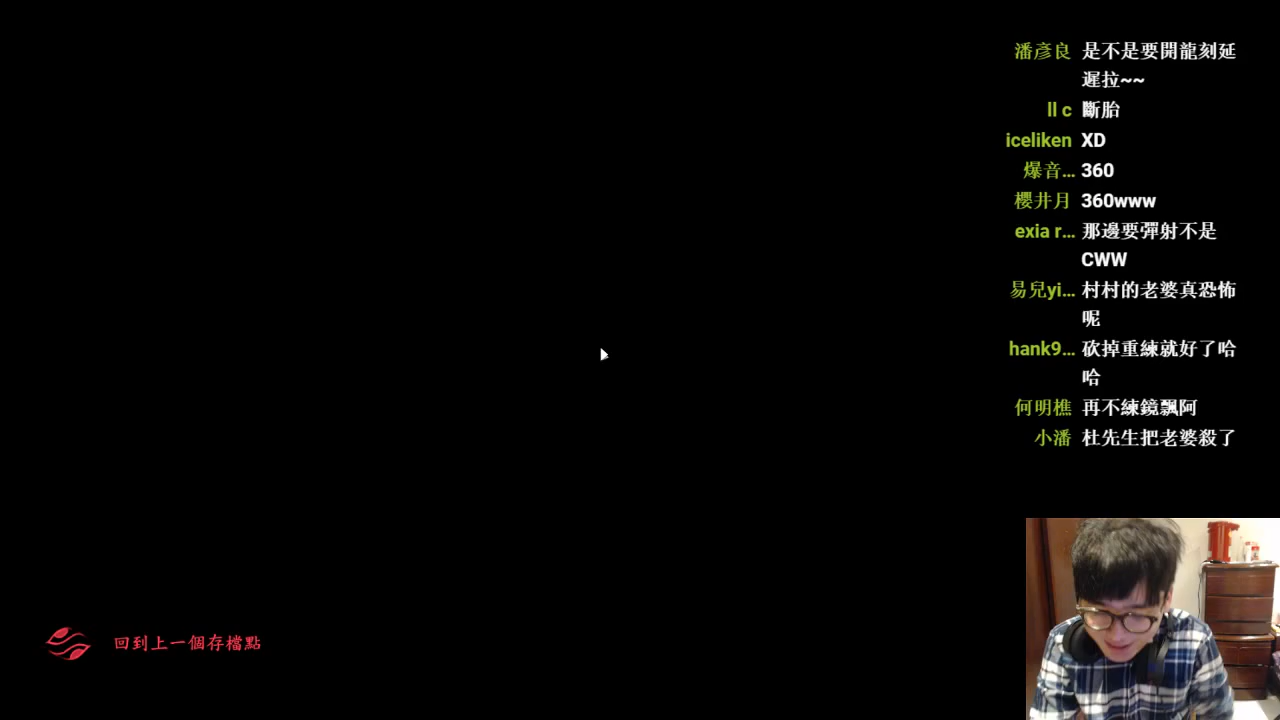 潘彥良 是不是要開龍刻延
遲拉~~
ll c 斷胎
iceliken XD
爆音... 360
櫻井月 360www
exia r... 那邊要彈射不是
CWW
易兒yi... 村村的老婆真恐怖
呢
hank9... 砍掉重練就好了哈
哈
何明樵 再不練鏡飄阿
小潘 杜先生把老婆殺了
回到上一個存檔點